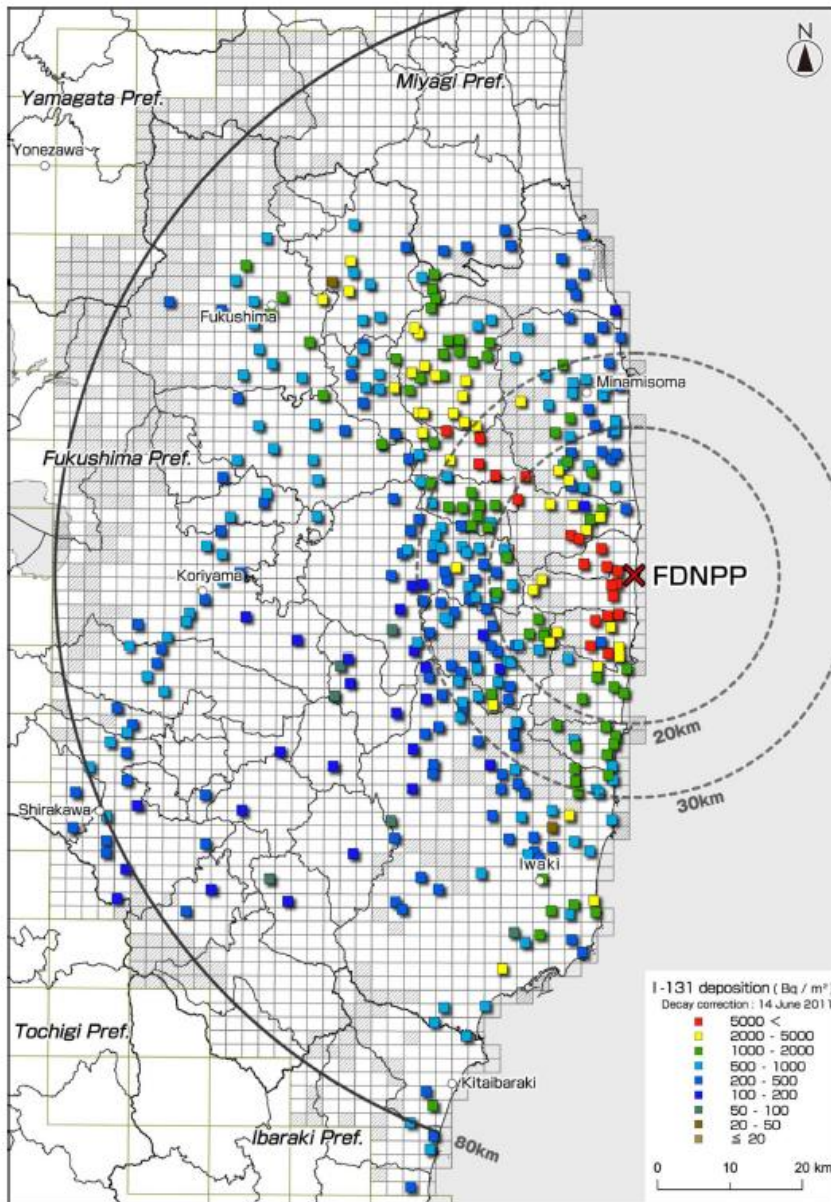 N
Miyagi Pref.
Yamagata Pref.
Yonezawa
Fukushima
Minamisoma
Fukushima Pref.
Koriyama
FDNPP
20km
30km
Shirakawa
Iwaki
I-131 deposition ( Bq / m²)
Decay correction : 14 June 2011
5000 <
2000 - 5000
1000 - 2000
500 - 1000
200 - 500
100 - 200
50 - 100
20 - 50
≦ 20
Tochigi Pref.
Kitaibaraki
Ibaraki Pref.
80km
0 10 20 km